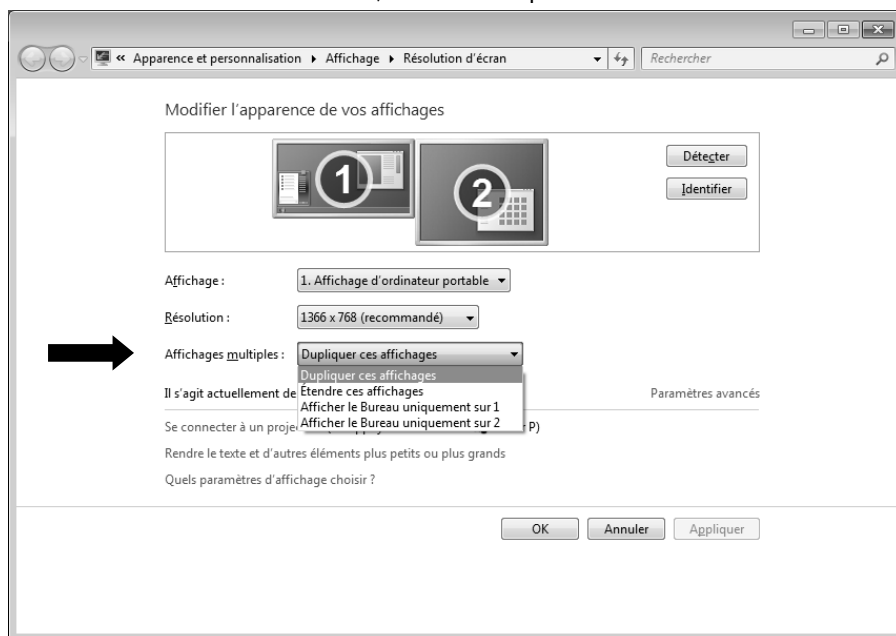 « Apparence et personnalisation ▸ Affichage ▸ Résolution d'écran Rechercher
Modifier l'apparence de vos affichages
1 2
Détecter
Identifier
Affichage : 1. Affichage d'ordinateur portable
Résolution : 1366 x 768 (recommandé)
Affichages multiples : Dupliquer ces affichages
Dupliquer ces affichages
Il s'agit actuellement de Étendre ces affichages Paramètres avancés
Afficher le Bureau uniquement sur 1
Se connecter à un Afficher le Bureau uniquement sur 2 P)
Rendre le texte et d'autres éléments plus petits ou plus grands
Quels paramètres d'affichage choisir ?
OK Annuler Appliquer